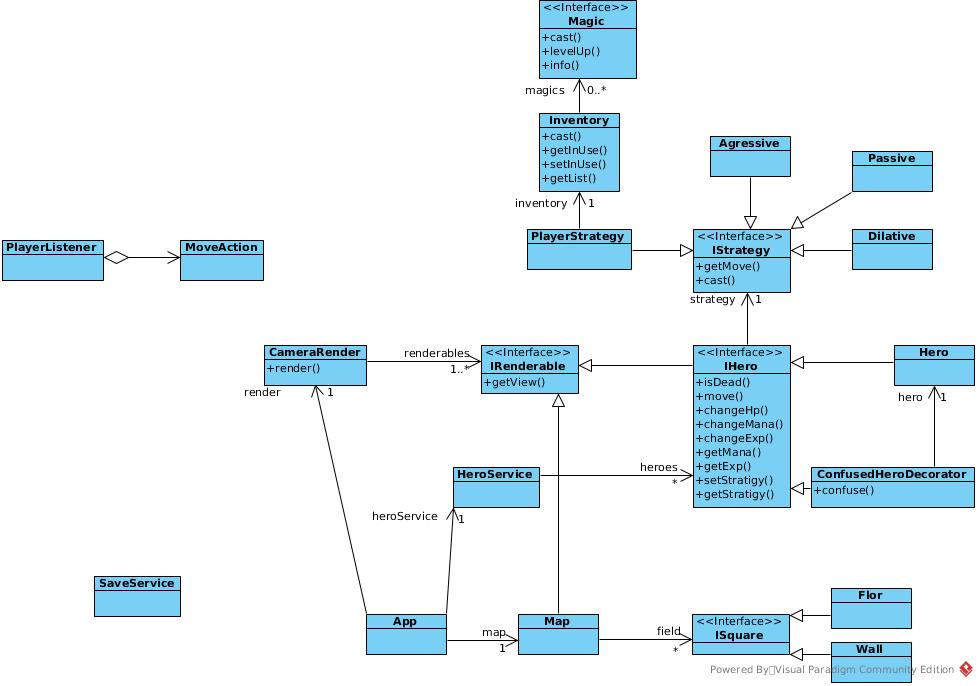 <<Interface>>
Magic
+cast()
+levelUp()
+info()
magics
0..*
Inventory
+cast()
+getInUse()
+setInUse()
+getList()
inventory
1
Agressive
Passive
PlayerListener
MoveAction
PlayerStrategy
<<Interface>>
IStrategy
+getMove()
+cast()
Dilative
strategy
1
CameraRender
+render()
renderables
1..*
<<Interface>>
IRenderable
+getView()
<<Interface>>
IHero
+isDead()
+move()
+changeHp()
+changeMana()
+changeExp()
+getMana()
+getExp()
+setStratigy()
+getStratigy()
Hero
render
1
hero
1
HeroService
heroes
*
ConfusedHeroDecorator
+confuse()
heroService
1
SaveService
App
map
1
Map
field
*
<<Interface>>
ISquare
Flor
Wall
Powered By Visual Paradigm Community Edition